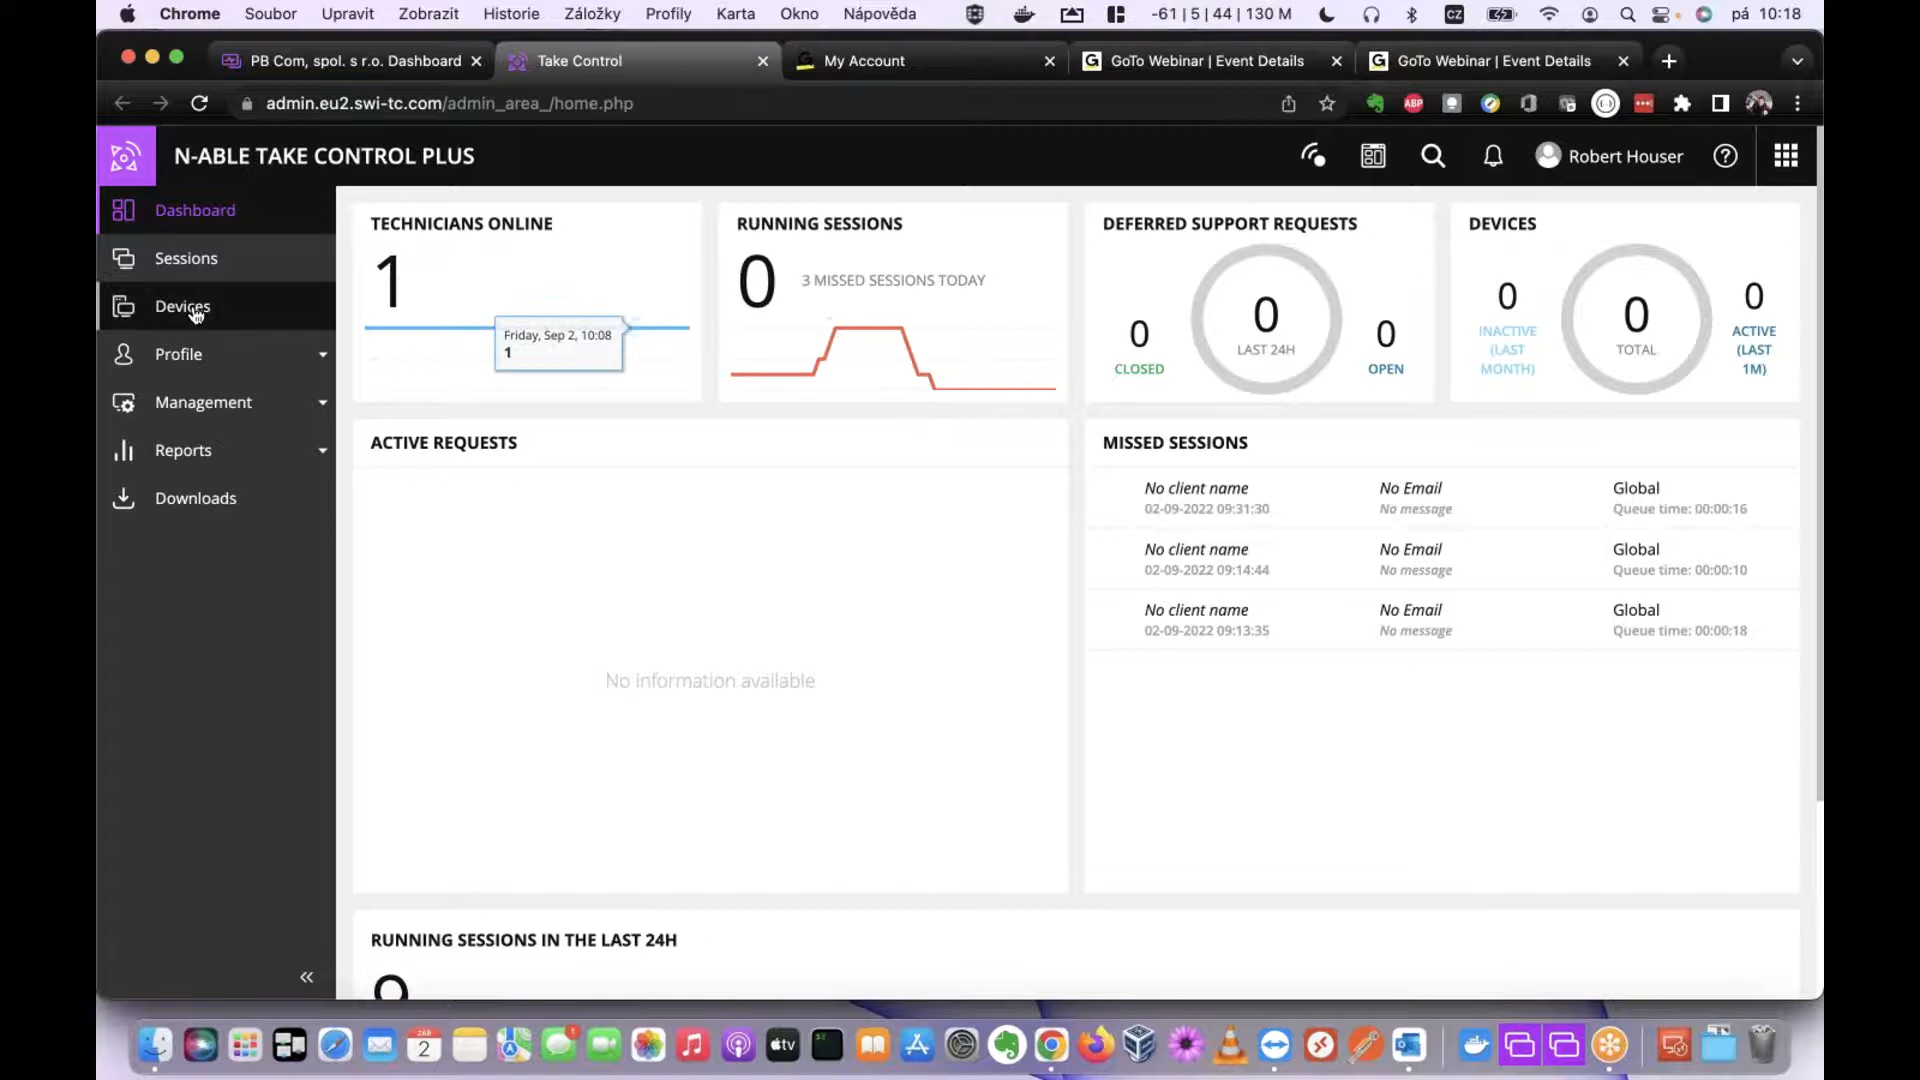 Chrome Soubor Upravit Zobrazit Historie Záložky Profily Karta Okno Nápověda -61 | 5 | 44 | 130 M CZ pá 10:18
PB Com, spol. s r.o. Dashboard Take Control My Account GoTo Webinar | Event Details GoTo Webinar | Event Details
admin.eu2.swi-tc.com/admin_area_/home.php ABP
N-ABLE TAKE CONTROL PLUS Robert Houser
Dashboard
Sessions
Devices
Profile
Management
Reports
Downloads
TECHNICIANS ONLINE
1
Friday, Sep 2, 10:08
1
RUNNING SESSIONS
0 3 MISSED SESSIONS TODAY
DEFERRED SUPPORT REQUESTS
0
CLOSED
0
LAST 24H
0
OPEN
DEVICES
0
INACTIVE
(LAST
MONTH)
0
TOTAL
0
ACTIVE
(LAST
1M)
ACTIVE REQUESTS
No information available
MISSED SESSIONS
No client name No Email Global
02-09-2022 09:31:30 No message Queue time: 00:00:16
No client name No Email Global
02-09-2022 09:14:44 No message Queue time: 00:00:10
No client name No Email Global
02-09-2022 09:13:35 No message Queue time: 00:00:18
RUNNING SESSIONS IN THE LAST 24H
0
ZÁŘ
2
1
tv